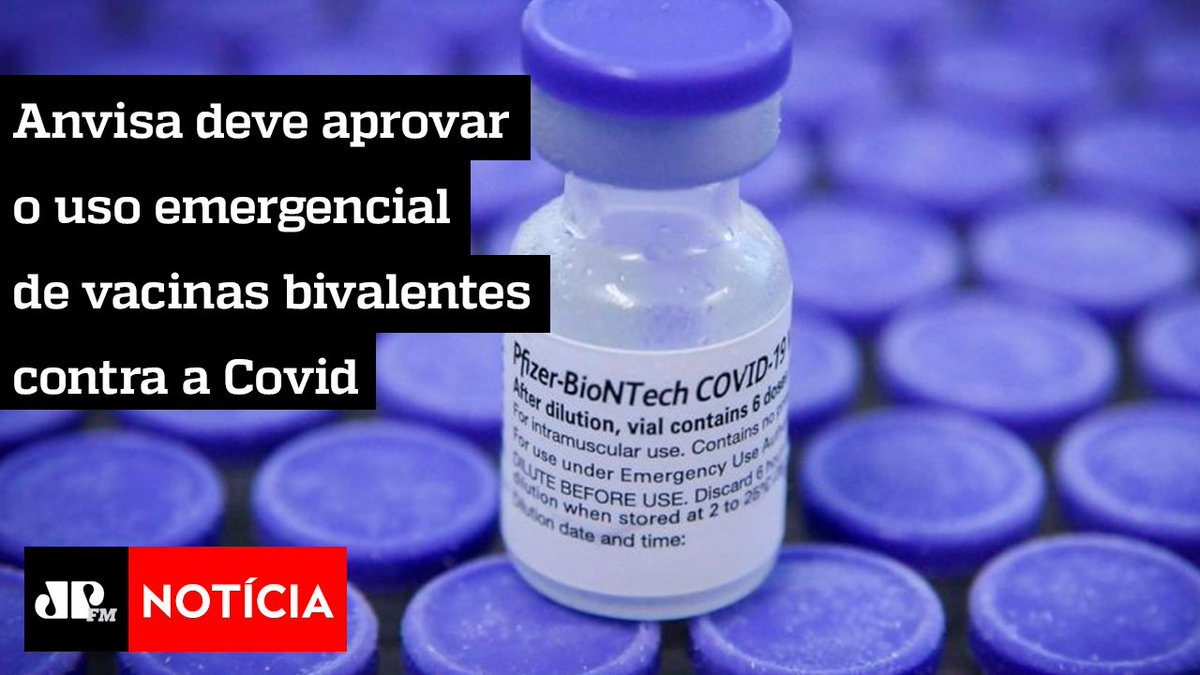 Anvisa deve aprovar
o uso emergencial
de vacinas bivalentes
contra a Covid
Pfizer-BioNTech COVID-19
After dilution, vial contains 6
For intramuscular use. Contains no
For use under Emergency Use
DILUTE BEFORE USE. Discard 6
dilution when stored at 2 to 25°C
Dilution date and time:
JP FM NOTÍCIA